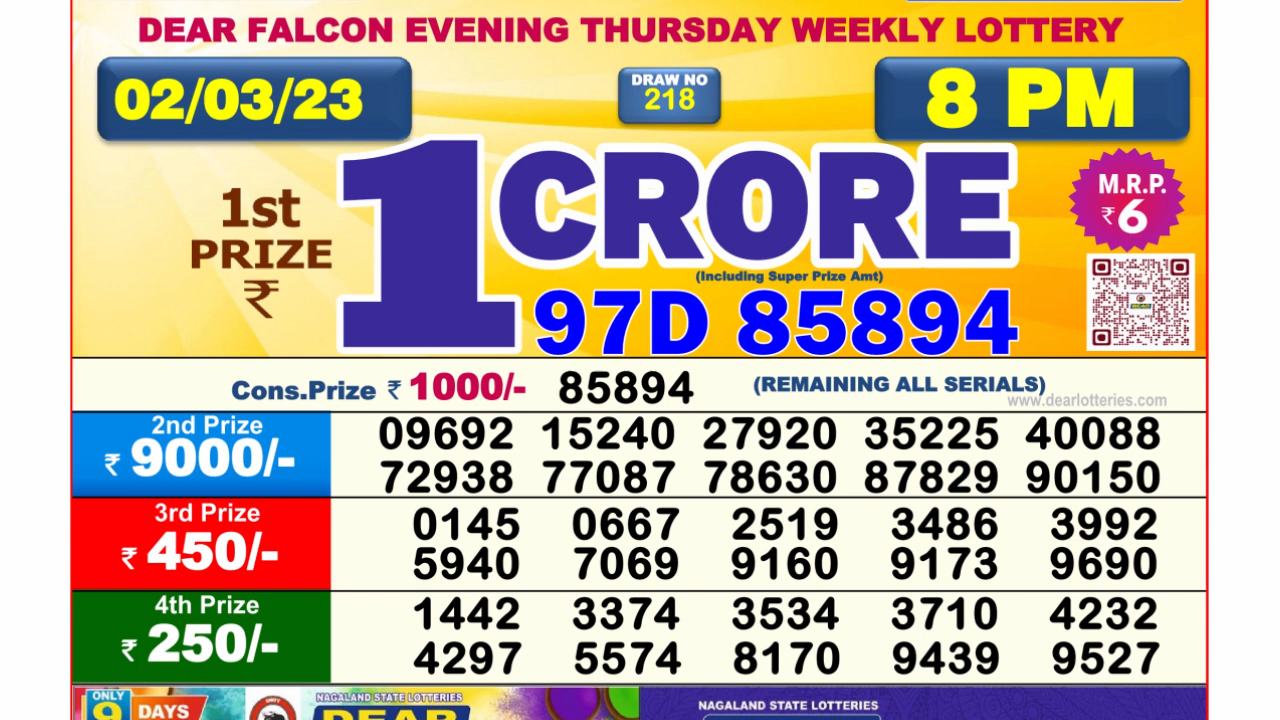 DEAR FALCON EVENING THURSDAY WEEKLY LOTTERY
02/03/23
DRAW NO
218
8 PM
1st
PRIZE
₹
1 CRORE
(Including Super Prize Amt)
97D 85894
M.R.P.
₹ 6
Cons.Prize ₹ 1000/- 85894 (REMAINING ALL SERIALS)
www.dearlotteries.com
2nd Prize
₹ 9000/-
09692 15240 27920 35225 40088
72938 77087 78630 87829 90150
3rd Prize
₹ 450/-
0145 0667 2519 3486 3992
5940 7069 9160 9173 9690
4th Prize
₹ 250/-
1442 3374 3534 3710 4232
4297 5574 8170 9439 9527
ONLY
9 DAYS
NAGALAND STATE LOTTERIES
DEAR
NAGALAND STATE LOTTERIES